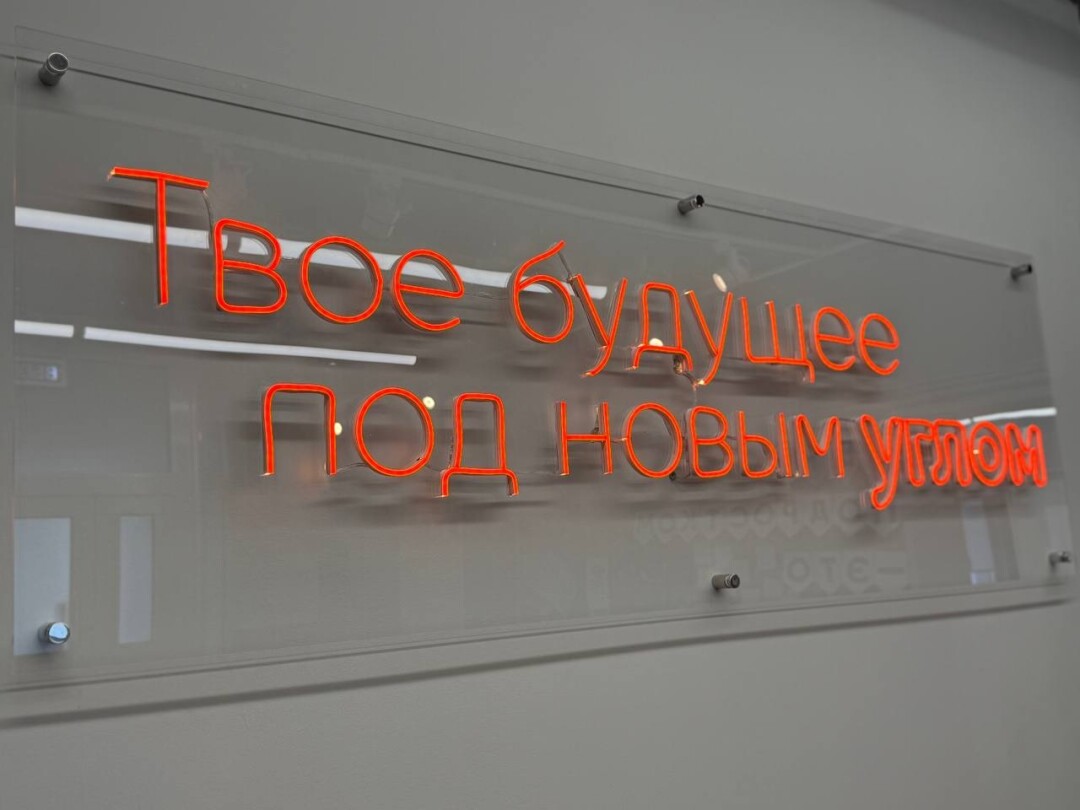 Твое будущее
под новым углом